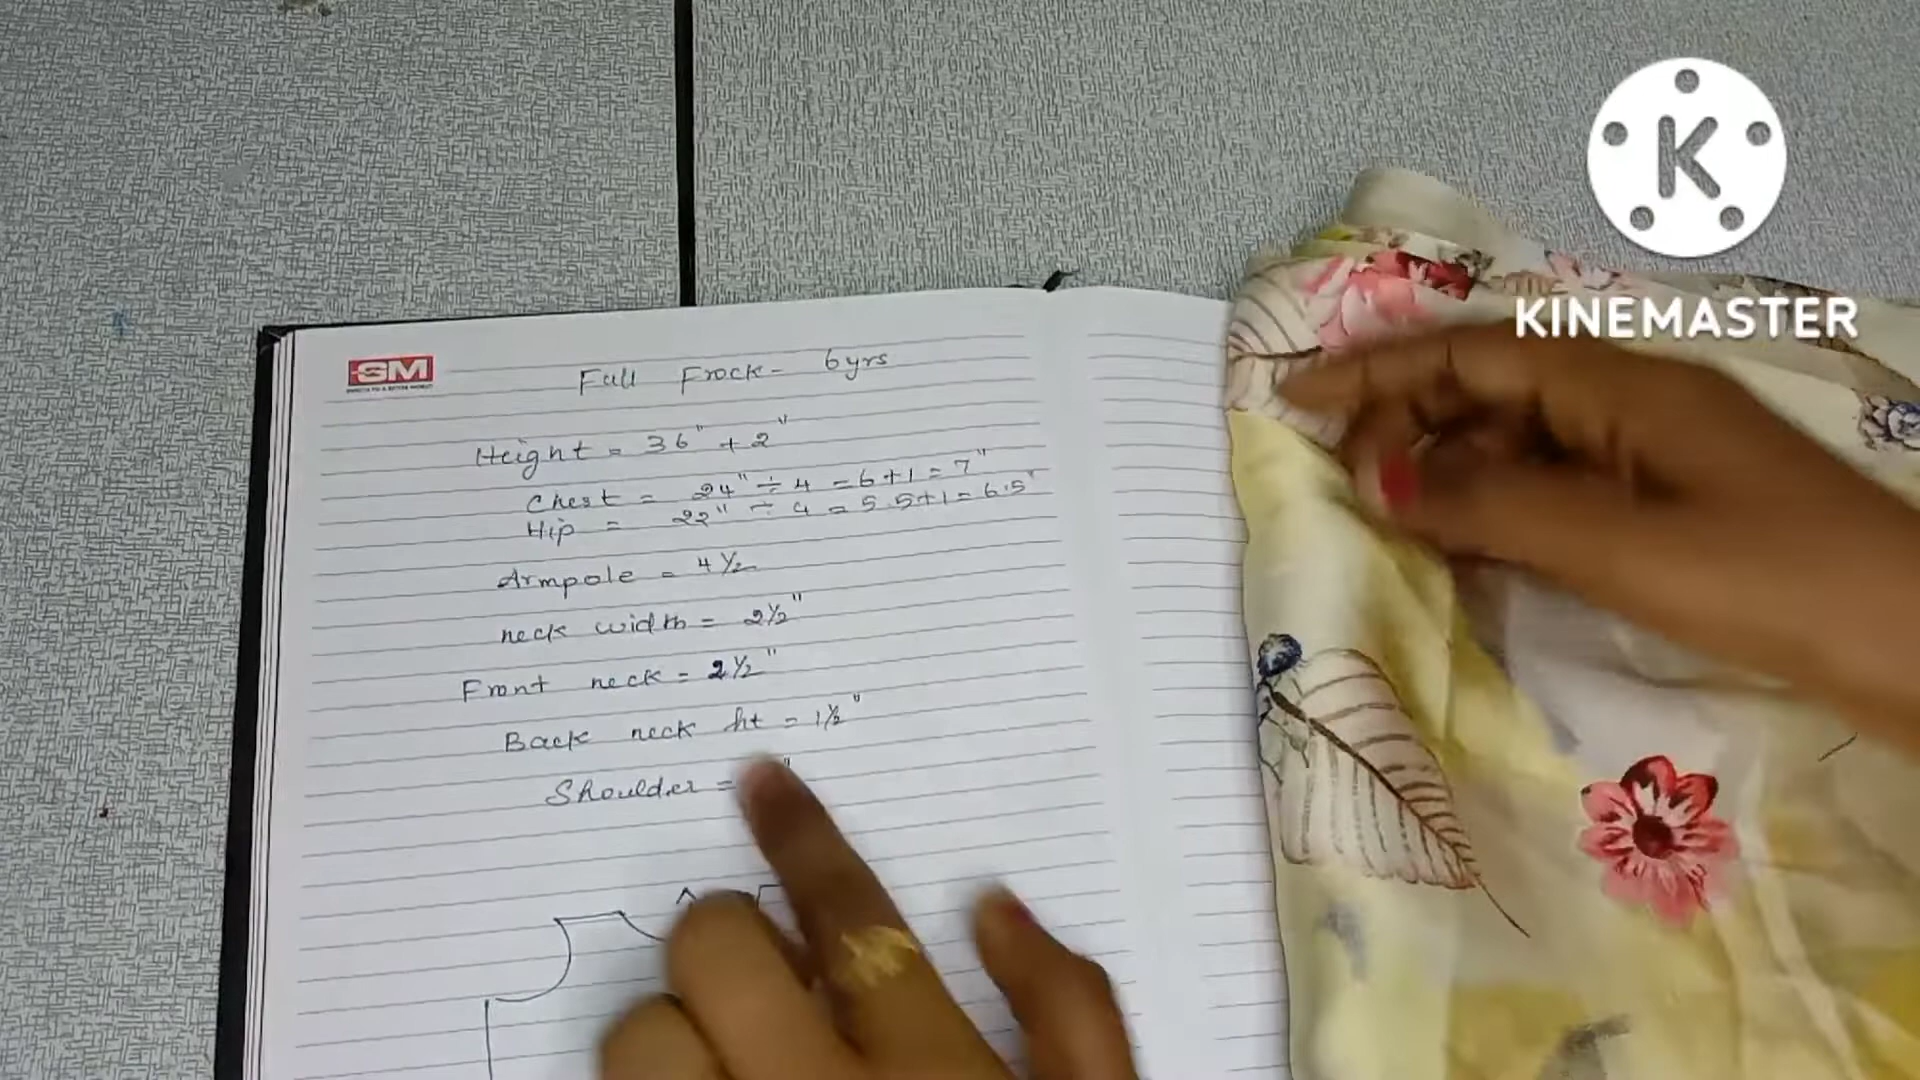 K
KINEMASTER
SM
Full Frock- 6yrs
Height = 36" + 2"
Chest = 24" ÷ 4 = 6+1 = 7"
Hip = 22" ÷ 4 = 5.5+1 = 6.5"
Armpole = 4½
neck width = 2½"
Front neck = 2½"
Back neck ht = 1½"
Shoulder =